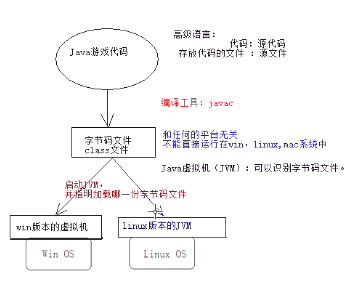 高级语言:
代码: 源代码
存放代码的文件 : 源文件
Java游戏代码
编译工具: javac
字节码文件
class文件
和任何的平台无关
不能直接运行在win, linux,mac系统中
Java虚拟机 (JVM) : 可以识别字节码文件。
启动JVM,
并指明加载哪一份字节码文件
win版本的虚拟机
linux版本的JVM
Win OS
Linux OS